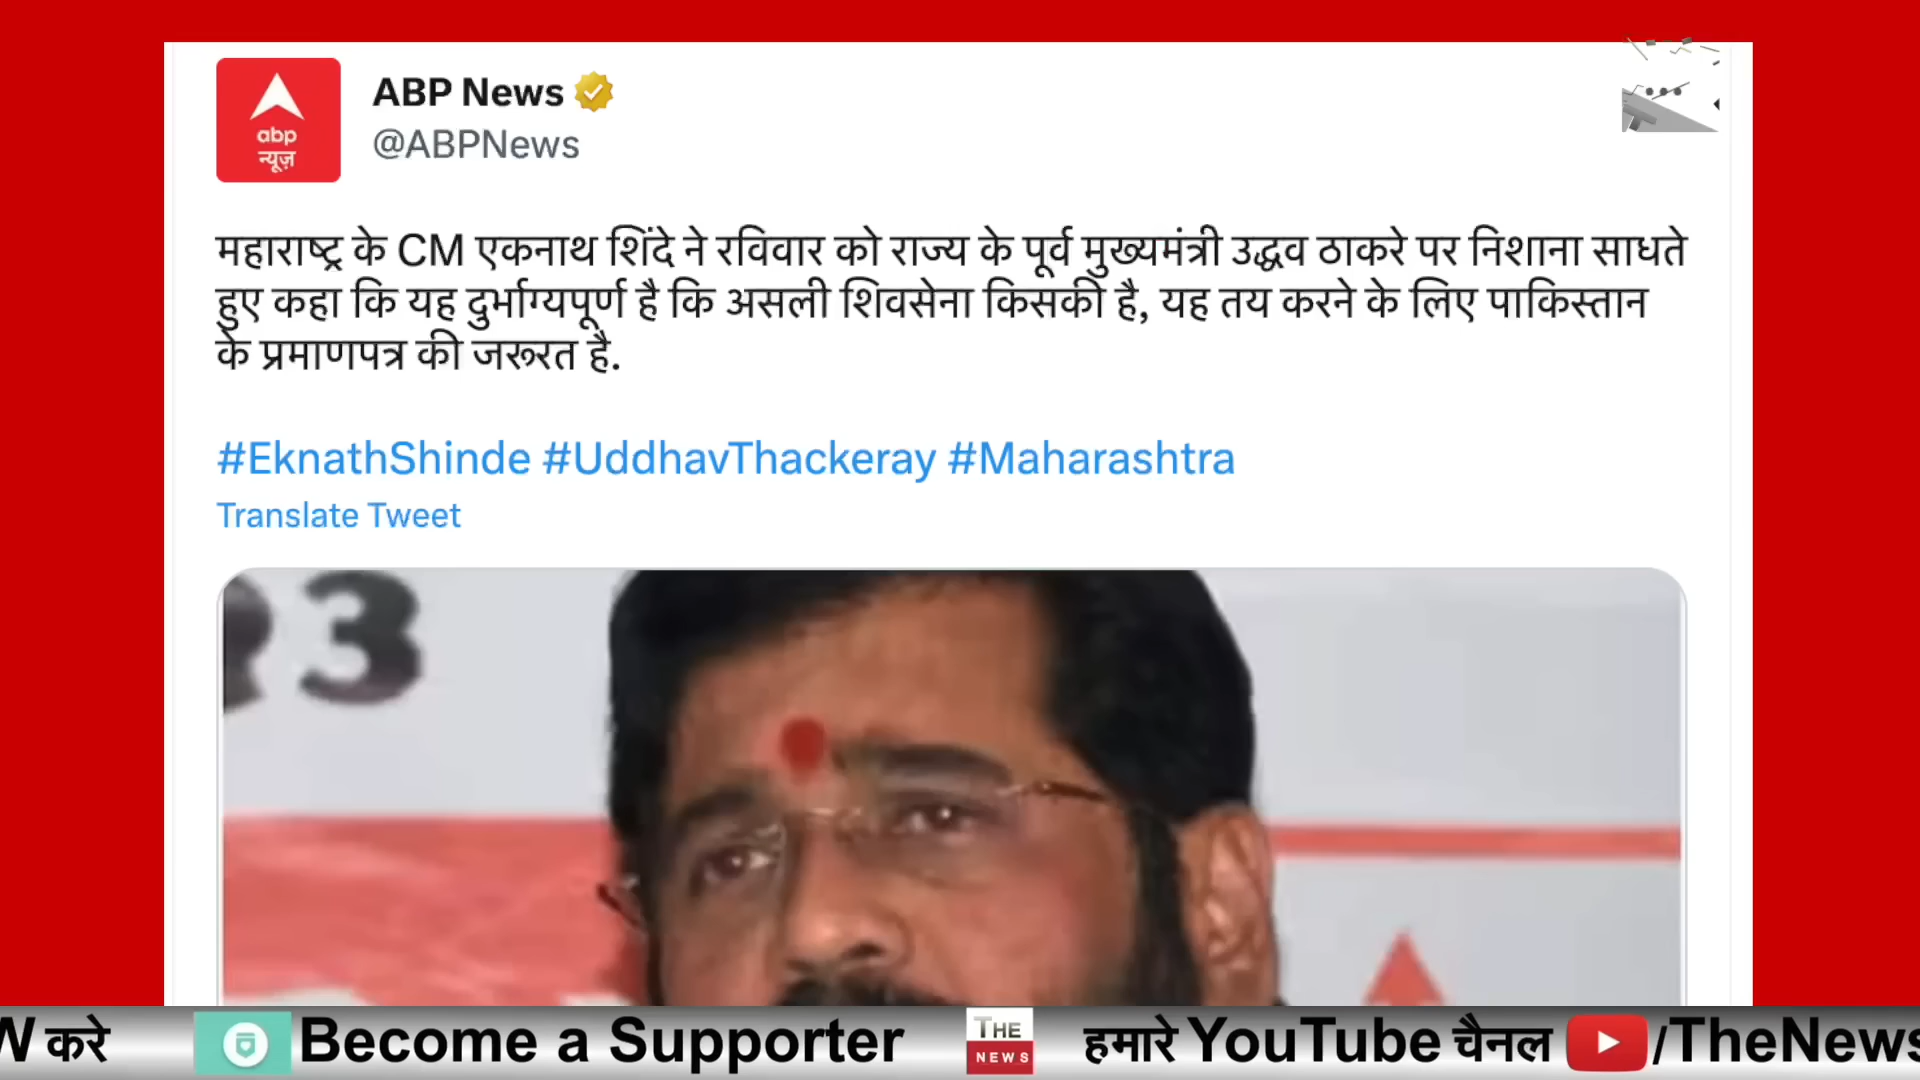 ABP News
abp
न्यूज़
@ABPNews
महाराष्ट्र के CM एकनाथ शिंदे ने रविवार को राज्य के पूर्व मुख्यमंत्री उद्धव ठाकरे पर निशाना साधते
हुए कहा कि यह दुर्भाग्यपूर्ण है कि असली शिवसेना किसकी है, यह तय करने के लिए पाकिस्तान
के प्रमाणपत्र की जरूरत है.
#EknathShinde #UddhavThackeray #Maharashtra
Translate Tweet
3
करे Become a Supporter THE NEWS हमारे YouTube चैनल /TheNews